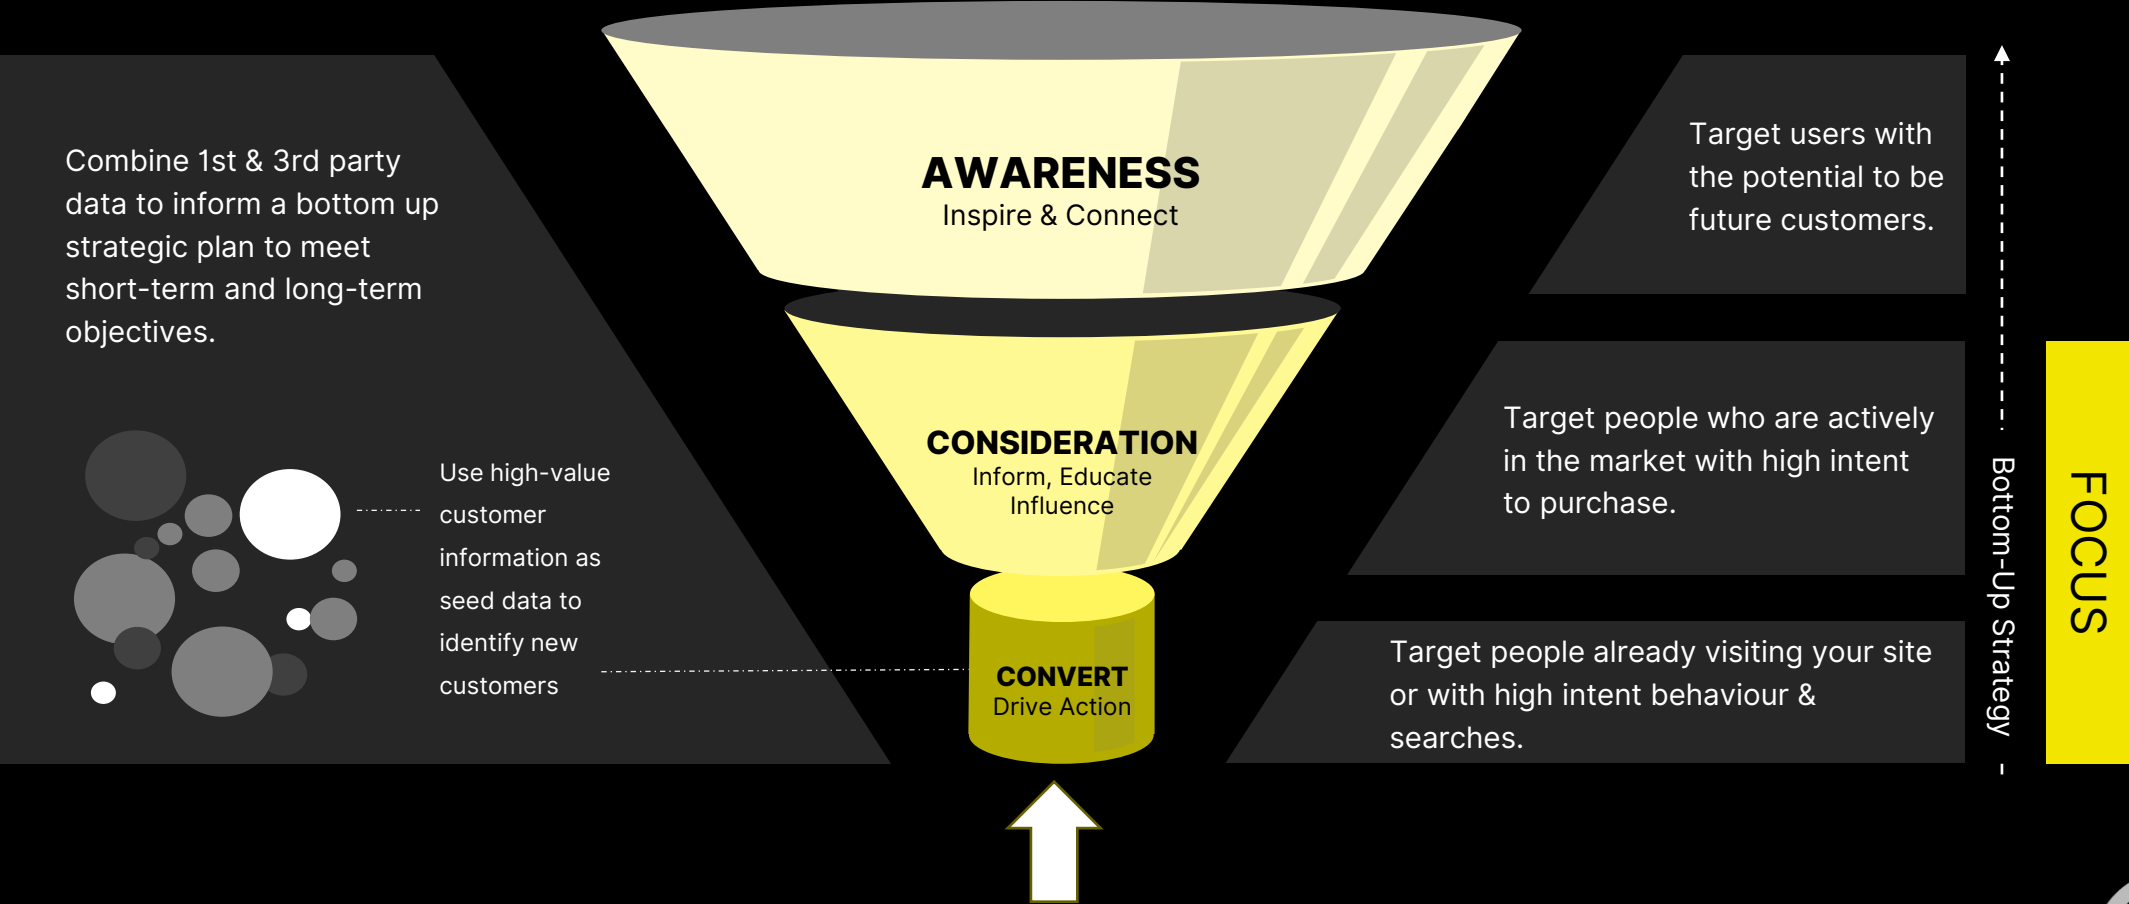 Combine 1st & 3rd party
data to inform a bottom up
strategic plan to meet
short-term and long-term
objectives.
Use high-value
customer
information as
seed data to
identify new
customers
AWARENESS
Inspire & Connect
CONSIDERATION
Inform, Educate
Influence
CONVERT
Drive Action
Target users with
the potential to be
future customers.
Target people who are actively
in the market with high intent
to purchase.
Target people already visiting your site
or with high intent behaviour &
searches.
Bottom-Up Strategy
FOCUS